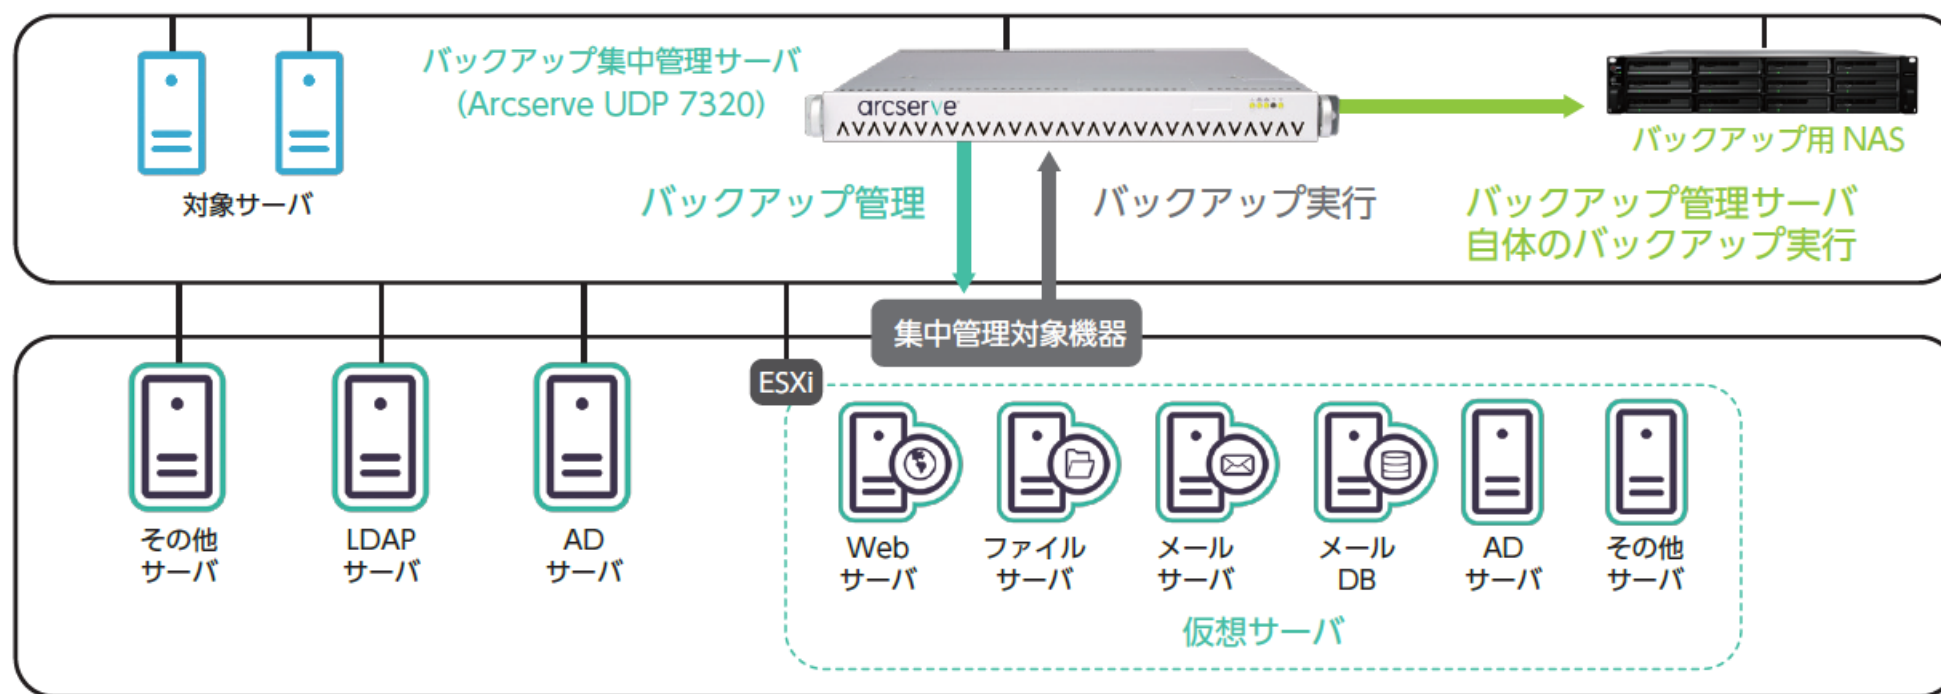 バックアップ集中管理サーバ
(Arcserve UDP 7320)
arcserve
バックアップ用 NAS
対象サーバ
バックアップ管理
バックアップ実行
バックアップ管理サーバ
自体のバックアップ実行
集中管理対象機器
ESXi
その他
サーバ
LDAP
サーバ
AD
サーバ
Web
サーバ
ファイル
サーバ
メール
サーバ
メール
DB
AD
サーバ
その他
サーバ
仮想サーバ